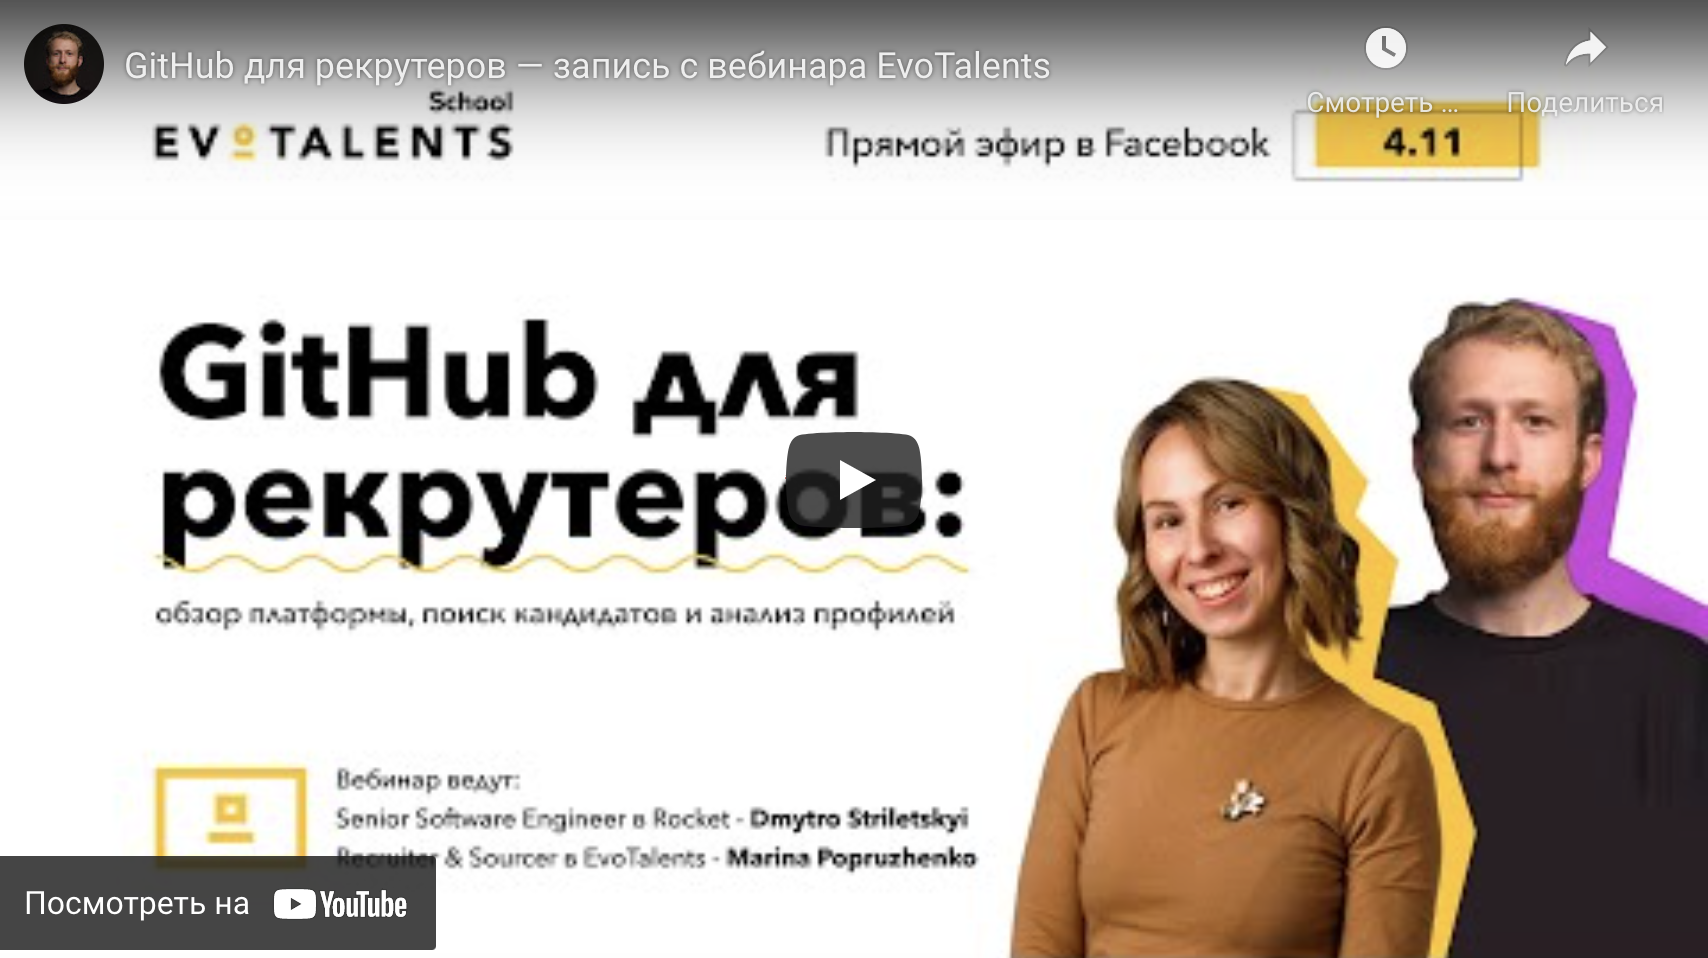 GitHub для рекрутеров — запись с вебинара EvoTalents
Смотреть ...
Поделиться
School
EVOTALENTS
Прямой эфир в Facebook
4.11
GitHub для
рекрутеров:
обзор платформы, поиск кандидатов и анализ профилей
Вебинар ведут:
Senior Software Engineer в Rocket - Dmytro Striletskyi
Recruiter & Sourcer в EvoTalents - Marina Popruzhenko
Посмотреть на YouTube